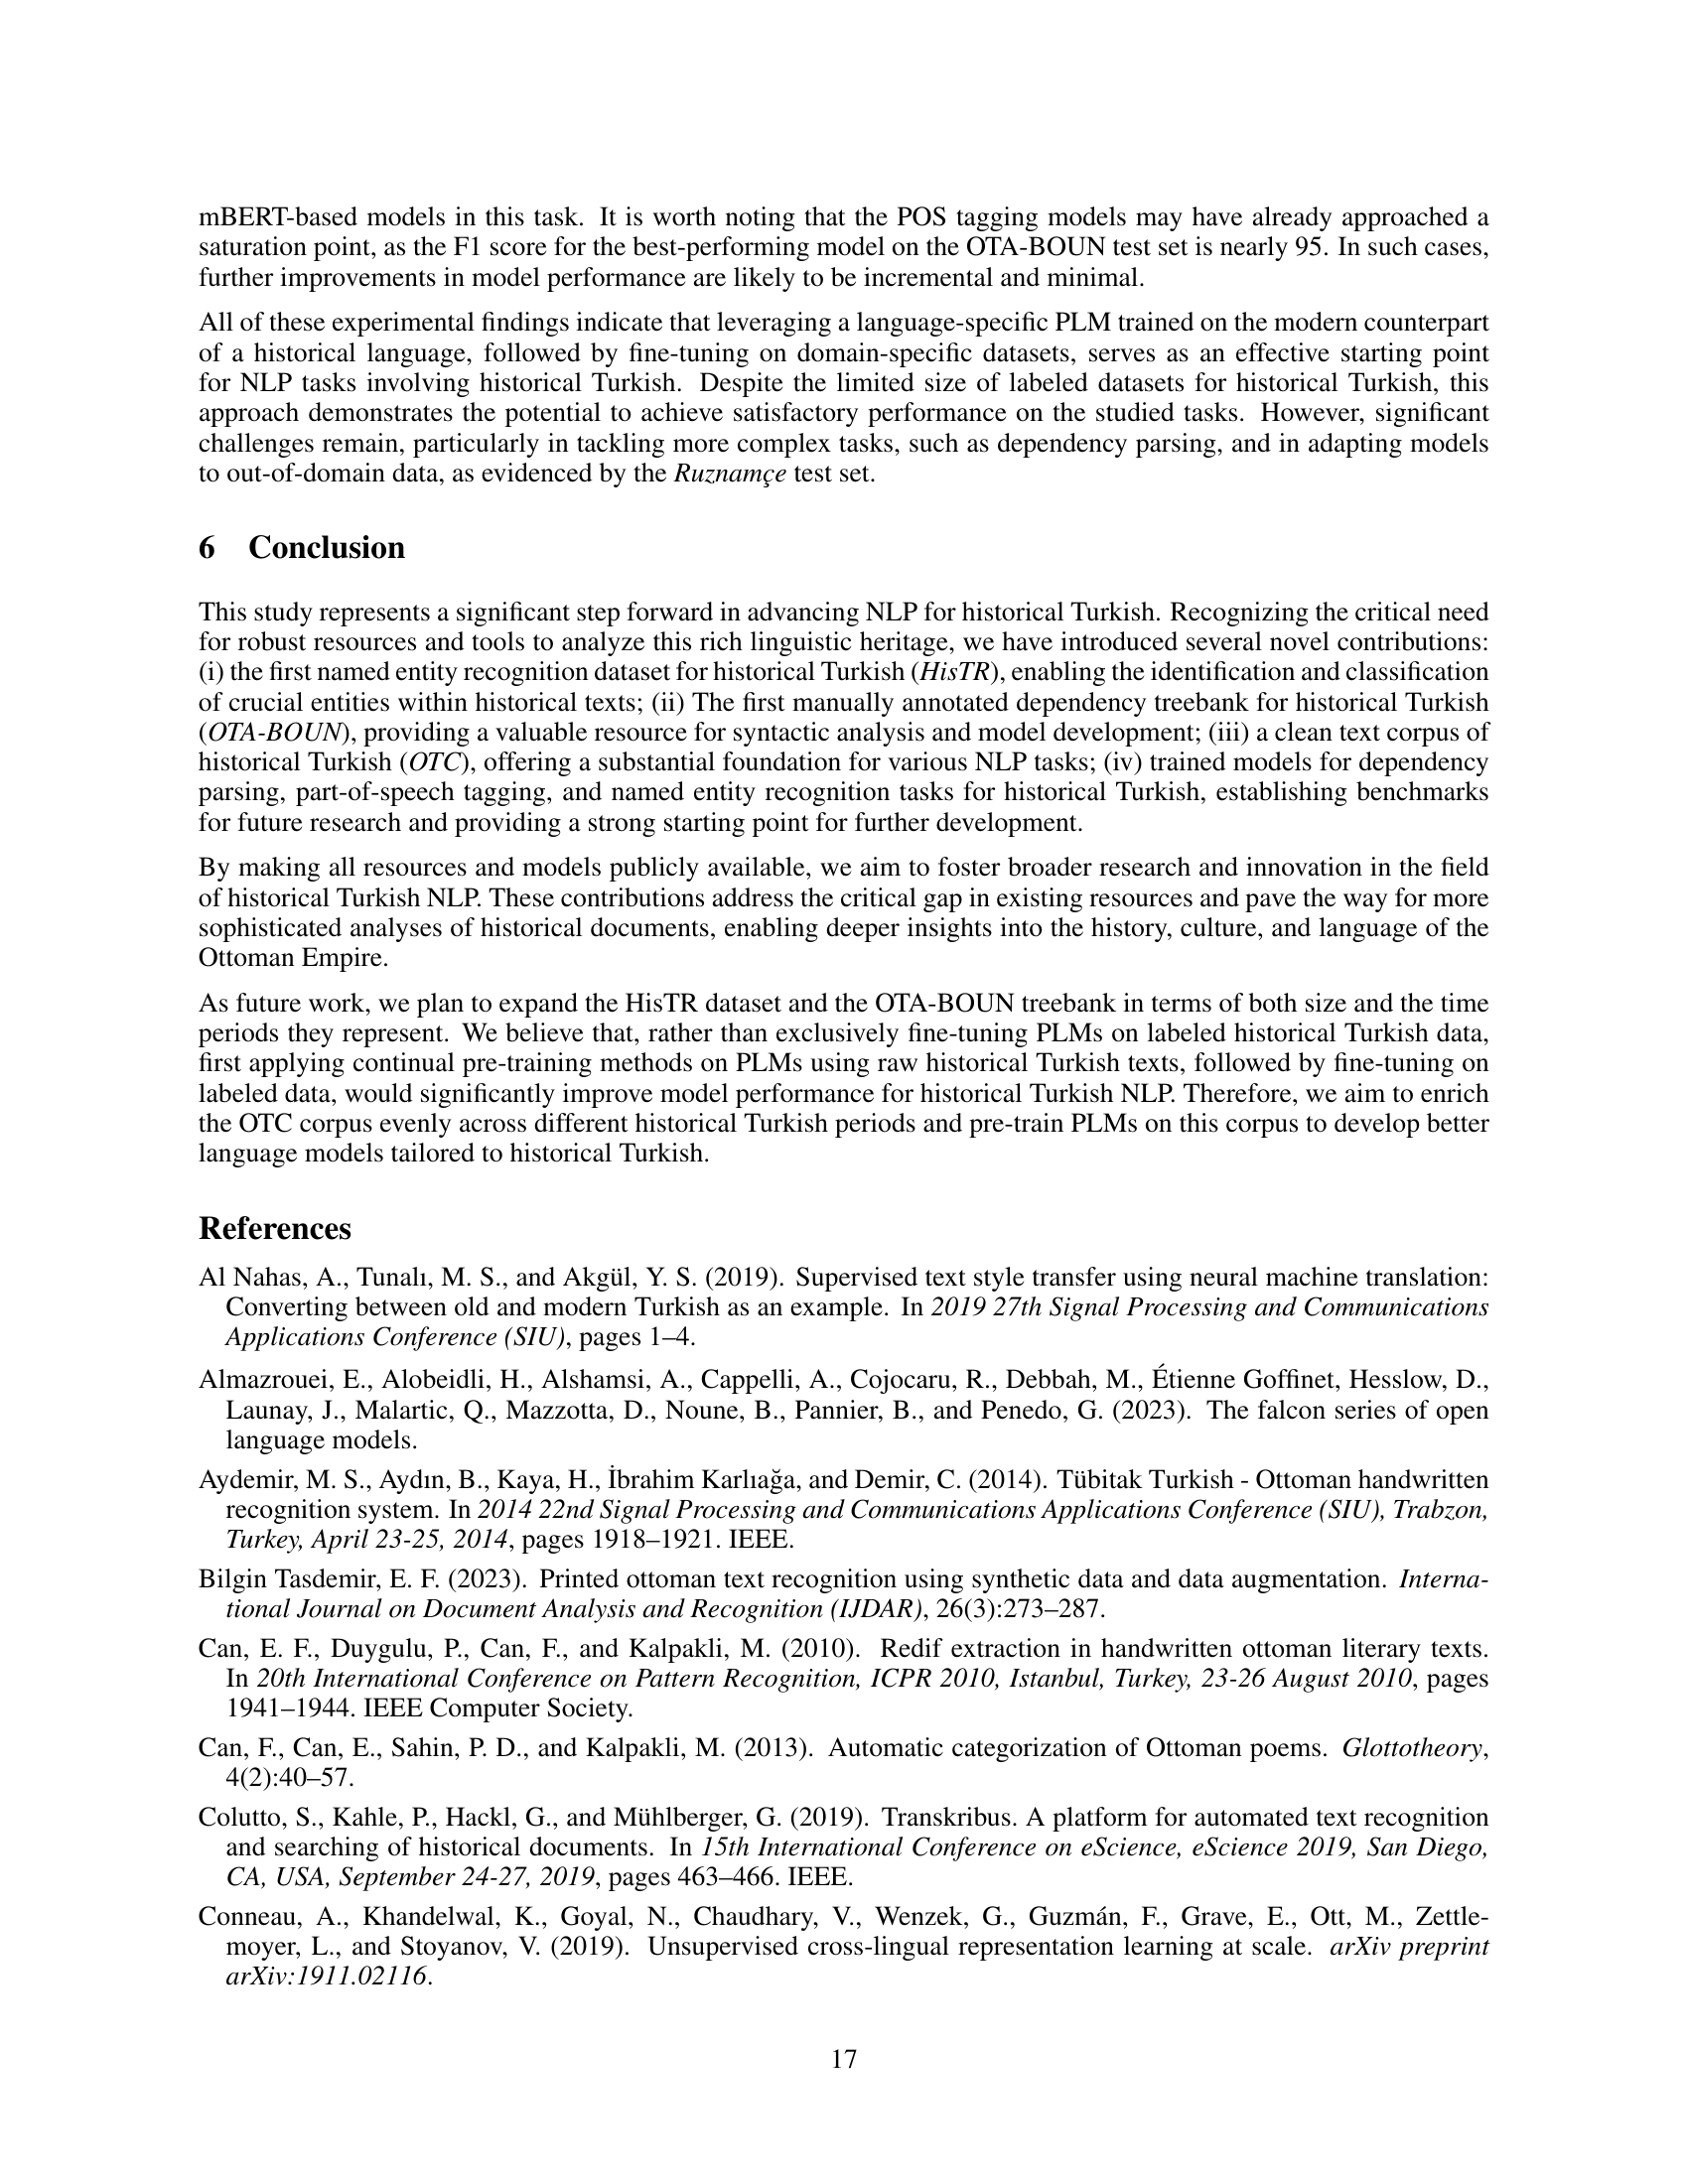 mBERT-based models in this task. It is worth noting that the POS tagging models may have already approached a
saturation point, as the F1 score for the best-performing model on the OTA-BOUN test set is nearly 95. In such cases,
further improvements in model performance are likely to be incremental and minimal.
All of these experimental findings indicate that leveraging a language-specific PLM trained on the modern counterpart
of a historical language, followed by fine-tuning on domain-specific datasets, serves as an effective starting point
for NLP tasks involving historical Turkish. Despite the limited size of labeled datasets for historical Turkish, this
approach demonstrates the potential to achieve satisfactory performance on the studied tasks. However, significant
challenges remain, particularly in tackling more complex tasks, such as dependency parsing, and in adapting models
to out-of-domain data, as evidenced by the Ruznamçe test set.
6 Conclusion
This study represents a significant step forward in advancing NLP for historical Turkish. Recognizing the critical need
for robust resources and tools to analyze this rich linguistic heritage, we have introduced several novel contributions:
(i) the first named entity recognition dataset for historical Turkish (HisTR), enabling the identification and classification
of crucial entities within historical texts; (ii) The first manually annotated dependency treebank for historical Turkish
(OTA-BOUN), providing a valuable resource for syntactic analysis and model development; (iii) a clean text corpus of
historical Turkish (OTC), offering a substantial foundation for various NLP tasks; (iv) trained models for dependency
parsing, part-of-speech tagging, and named entity recognition tasks for historical Turkish, establishing benchmarks
for future research and providing a strong starting point for further development.
By making all resources and models publicly available, we aim to foster broader research and innovation in the field
of historical Turkish NLP. These contributions address the critical gap in existing resources and pave the way for more
sophisticated analyses of historical documents, enabling deeper insights into the history, culture, and language of the
Ottoman Empire.
As future work, we plan to expand the HisTR dataset and the OTA-BOUN treebank in terms of both size and the time
periods they represent. We believe that, rather than exclusively fine-tuning PLMs on labeled historical Turkish data,
first applying continual pre-training methods on PLMs using raw historical Turkish texts, followed by fine-tuning on
labeled data, would significantly improve model performance for historical Turkish NLP. Therefore, we aim to enrich
the OTC corpus evenly across different historical Turkish periods and pre-train PLMs on this corpus to develop better
language models tailored to historical Turkish.
References
Al Nahas, A., Tunalı, M. S., and Akgül, Y. S. (2019). Supervised text style transfer using neural machine translation:
Converting between old and modern Turkish as an example. In 2019 27th Signal Processing and Communications
Applications Conference (SIU), pages 1–4.
Almazrouei, E., Alobeidli, H., Alshamsi, A., Cappelli, A., Cojocaru, R., Debbah, M., Étienne Goffinet, Hesslow, D.,
Launay, J., Malartic, Q., Mazzotta, D., Noune, B., Pannier, B., and Penedo, G. (2023). The falcon series of open
language models.
Aydemir, M. S., Aydın, B., Kaya, H., İbrahim Karlıağa, and Demir, C. (2014). Tübitak Turkish - Ottoman handwritten
recognition system. In 2014 22nd Signal Processing and Communications Applications Conference (SIU), Trabzon,
Turkey, April 23-25, 2014, pages 1918–1921. IEEE.
Bilgin Tasdemir, E. F. (2023). Printed ottoman text recognition using synthetic data and data augmentation. Interna-
tional Journal on Document Analysis and Recognition (IJDAR), 26(3):273–287.
Can, E. F., Duygulu, P., Can, F., and Kalpakli, M. (2010). Redif extraction in handwritten ottoman literary texts.
In 20th International Conference on Pattern Recognition, ICPR 2010, Istanbul, Turkey, 23-26 August 2010, pages
1941–1944. IEEE Computer Society.
Can, F., Can, E., Sahin, P. D., and Kalpakli, M. (2013). Automatic categorization of Ottoman poems. Glottotheory,
4(2):40–57.
Colutto, S., Kahle, P., Hackl, G., and Mühlberger, G. (2019). Transkribus. A platform for automated text recognition
and searching of historical documents. In 15th International Conference on eScience, eScience 2019, San Diego,
CA, USA, September 24-27, 2019, pages 463–466. IEEE.
Conneau, A., Khandelwal, K., Goyal, N., Chaudhary, V., Wenzek, G., Guzmán, F., Grave, E., Ott, M., Zettle-
moyer, L., and Stoyanov, V. (2019). Unsupervised cross-lingual representation learning at scale. arXiv preprint
arXiv:1911.02116.
17